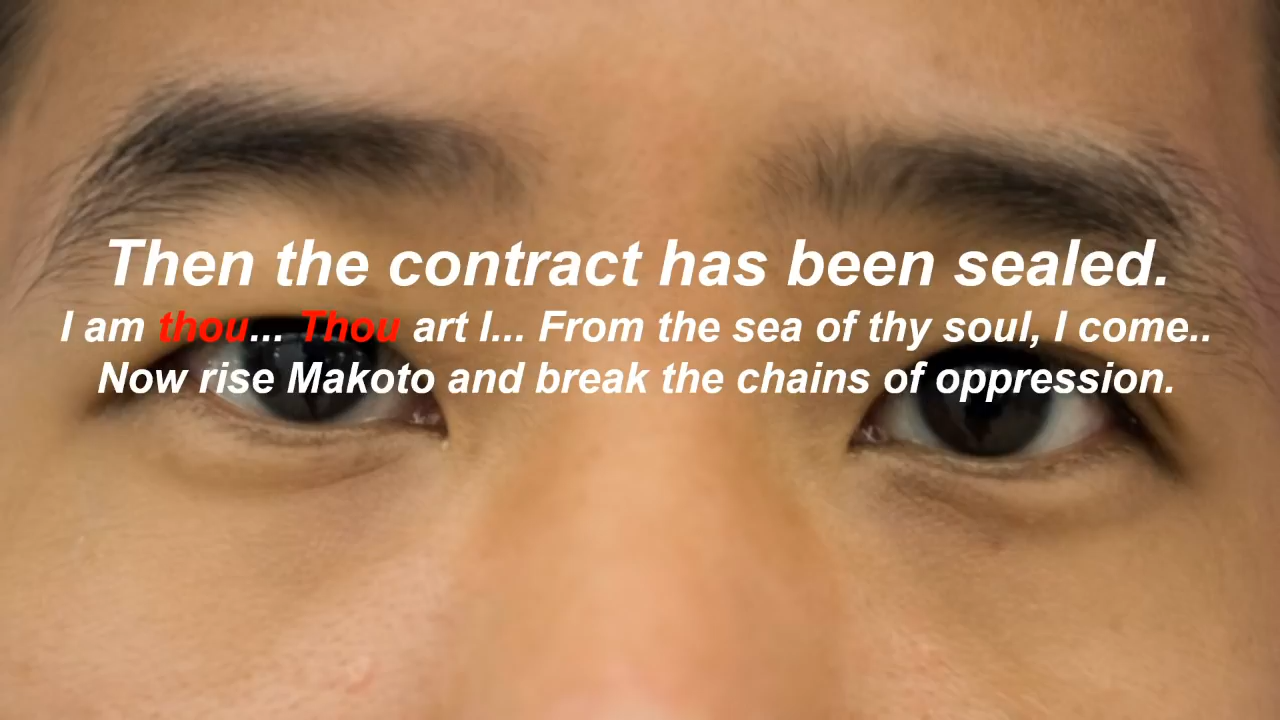 Then the contract has been sealed.
I am thou... Thou art I... From the sea of thy soul, I come..
Now rise Makoto and break the chains of oppression.